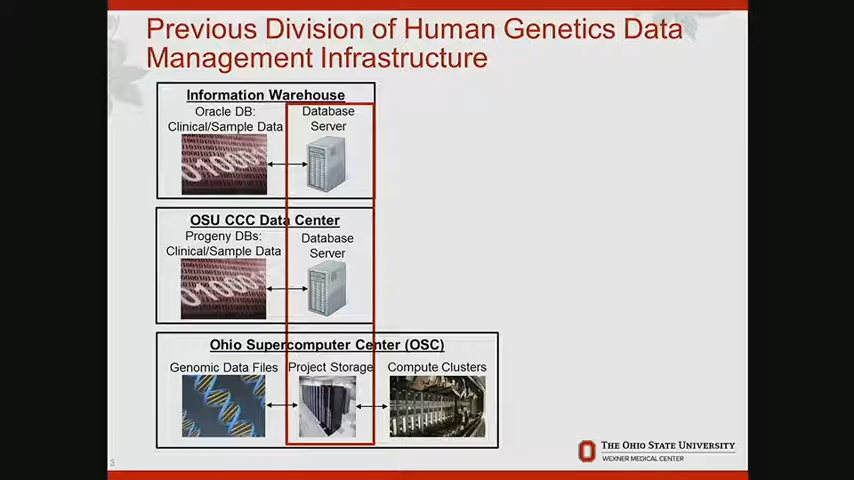 Previous Division of Human Genetics Data
Management Infrastructure
Information Warehouse
Oracle DB:
Clinical/Sample Data
Database
Server
OSU CCC Data Center
Progeny DBs:
Clinical/Sample Data
Database
Server
Ohio Supercomputer Center (OSC)
Genomic Data Files
Project Storage
Compute Clusters
THE OHIO STATE UNIVERSITY
WEXNER MEDICAL CENTER
3